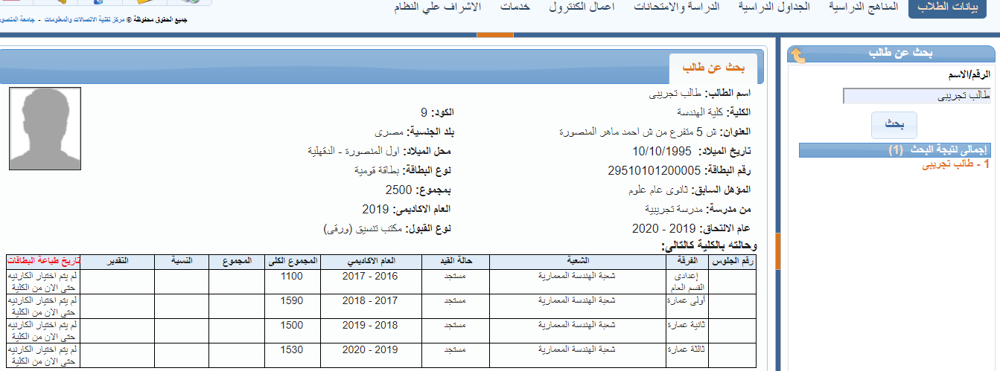 بيانات الطلاب المناهج الدراسية الجداول الدراسية الدراسة والامتحانات اعمال الكنترول خدمات الاشراف علي النظام
جميع الحقوق محفوظة © مركز تقنية الاتصالات والمعلومات - جامعة
بحث عن طالب
الرقم/الاسم
طالب تجريبى
بحث
إجمالى نتيجة البحث (1)
1 - طالب تجريبى
بحث عن طالب
اسم الطالب: طالب تجريبى
الكلية: كلية الهندسة الكود: 9
العنوان: ش 5 متفرع من ش احمد ماهر المنصورة بلد الجنسية: مصرى
تاريخ الميلاد: 10/10/1995 محل الميلاد: اول المنصورة - الدقهلية
رقم البطاقة: 29510101200005 نوع البطاقة: بطاقة قومية
المؤهل السابق: ثانوى عام علوم بمجموع: 2500
من مدرسة: مدرسة تجريبية العام الاكاديمى: 2019
عام الالتحاق: 2019 - 2020 نوع القبول: مكتب تنسيق (ورقى)
وحالته بالكلية كالتالى:
رقم الجلوس الفرقة الشعبة حالة القيد العام الاكاديمي المجموع الكلى المجموع النسبة التقدير تاريخ طباعة البطاقات
إعدادى شعبة الهندسة المعمارية مستجد 2016 - 2017 1100 لم يتم اختيار الكارنيه
القسم العام حتى الان من الكلية
أولى عمارة شعبة الهندسة المعمارية مستجد 2017 - 2018 1590 لم يتم اختيار الكارنيه
حتى الان من الكلية
ثانية عمارة شعبة الهندسة المعمارية مستجد 2018 - 2019 1500 لم يتم اختيار الكارنيه
حتى الان من الكلية
ثالثة عمارة شعبة الهندسة المعمارية مستجد 2019 - 2020 1530 لم يتم اختيار الكارنيه
حتى الان من الكلية